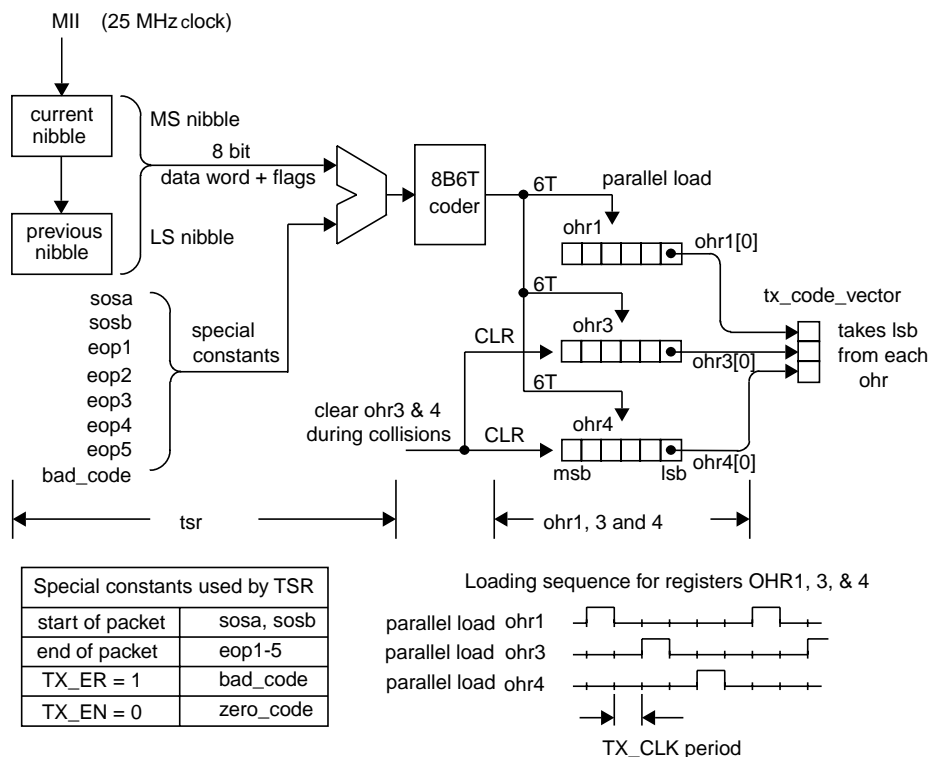 MII (25 MHz clock)
current
nibble
previous
nibble
MS nibble
8 bit
data word + flags
LS nibble
sosa
sosb
eop1
eop2
eop3
eop4
eop5
bad_code
special
constants
8B6T
coder
6T
parallel load
ohr1
ohr1[0]
6T
ohr3
CLR
ohr3[0]
6T
ohr4
CLR
ohr4[0]
msb
lsb
clear ohr3 & 4
during collisions
tx_code_vector
takes lsb
from each
ohr
tsr
ohr1, 3 and 4
Special constants used by TSR
start of packet sosa, sosb
end of packet eop1-5
TX_ER = 1 bad_code
TX_EN = 0 zero_code
Loading sequence for registers OHR1, 3, & 4
parallel load ohr1
parallel load ohr3
parallel load ohr4
TX_CLK period